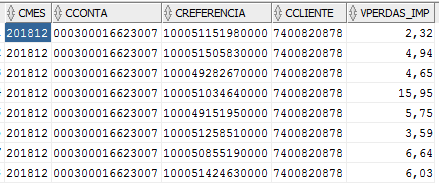 CMES CCONTA CREFERENCIA CCLIENTE VPERDAS_IMP
201812 000300016623007 100051151980000 7400820878 2,32
201812 000300016623007 100051505830000 7400820878 4,94
201812 000300016623007 100049282670000 7400820878 4,65
201812 000300016623007 100051034640000 7400820878 15,95
201812 000300016623007 100049151950000 7400820878 5,75
201812 000300016623007 100051258510000 7400820878 3,59
201812 000300016623007 100050855190000 7400820878 6,64
201812 000300016623007 100051424630000 7400820878 6,03